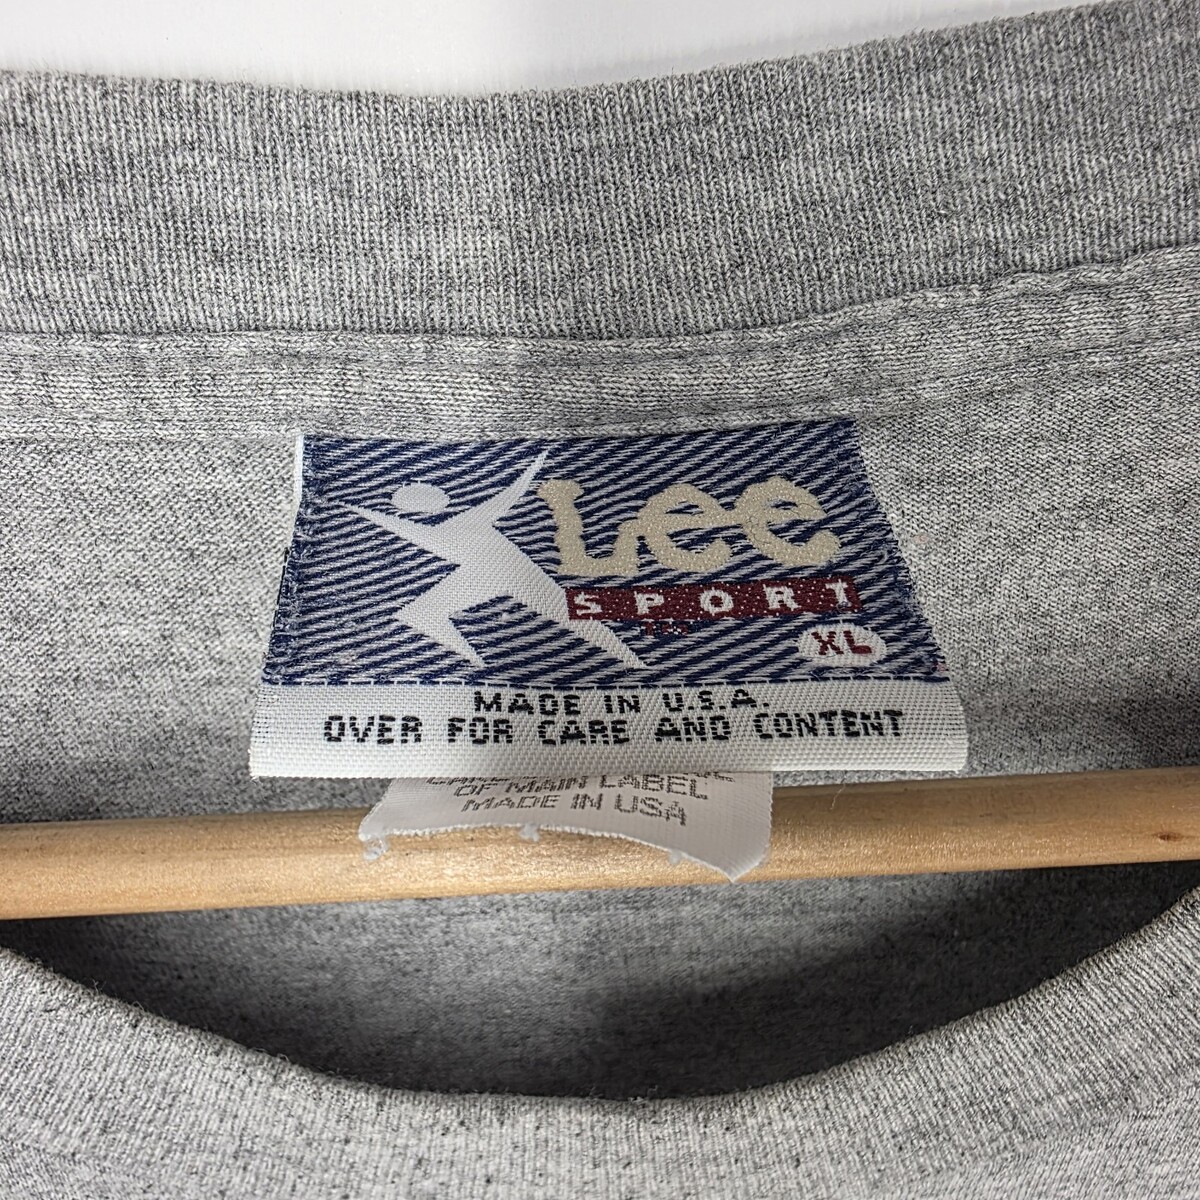 Lee
SPORT
XL
MADE IN U.S.A.
OVER FOR CARE AND CONTENT
OF MAIN LABEL
MADE IN USA